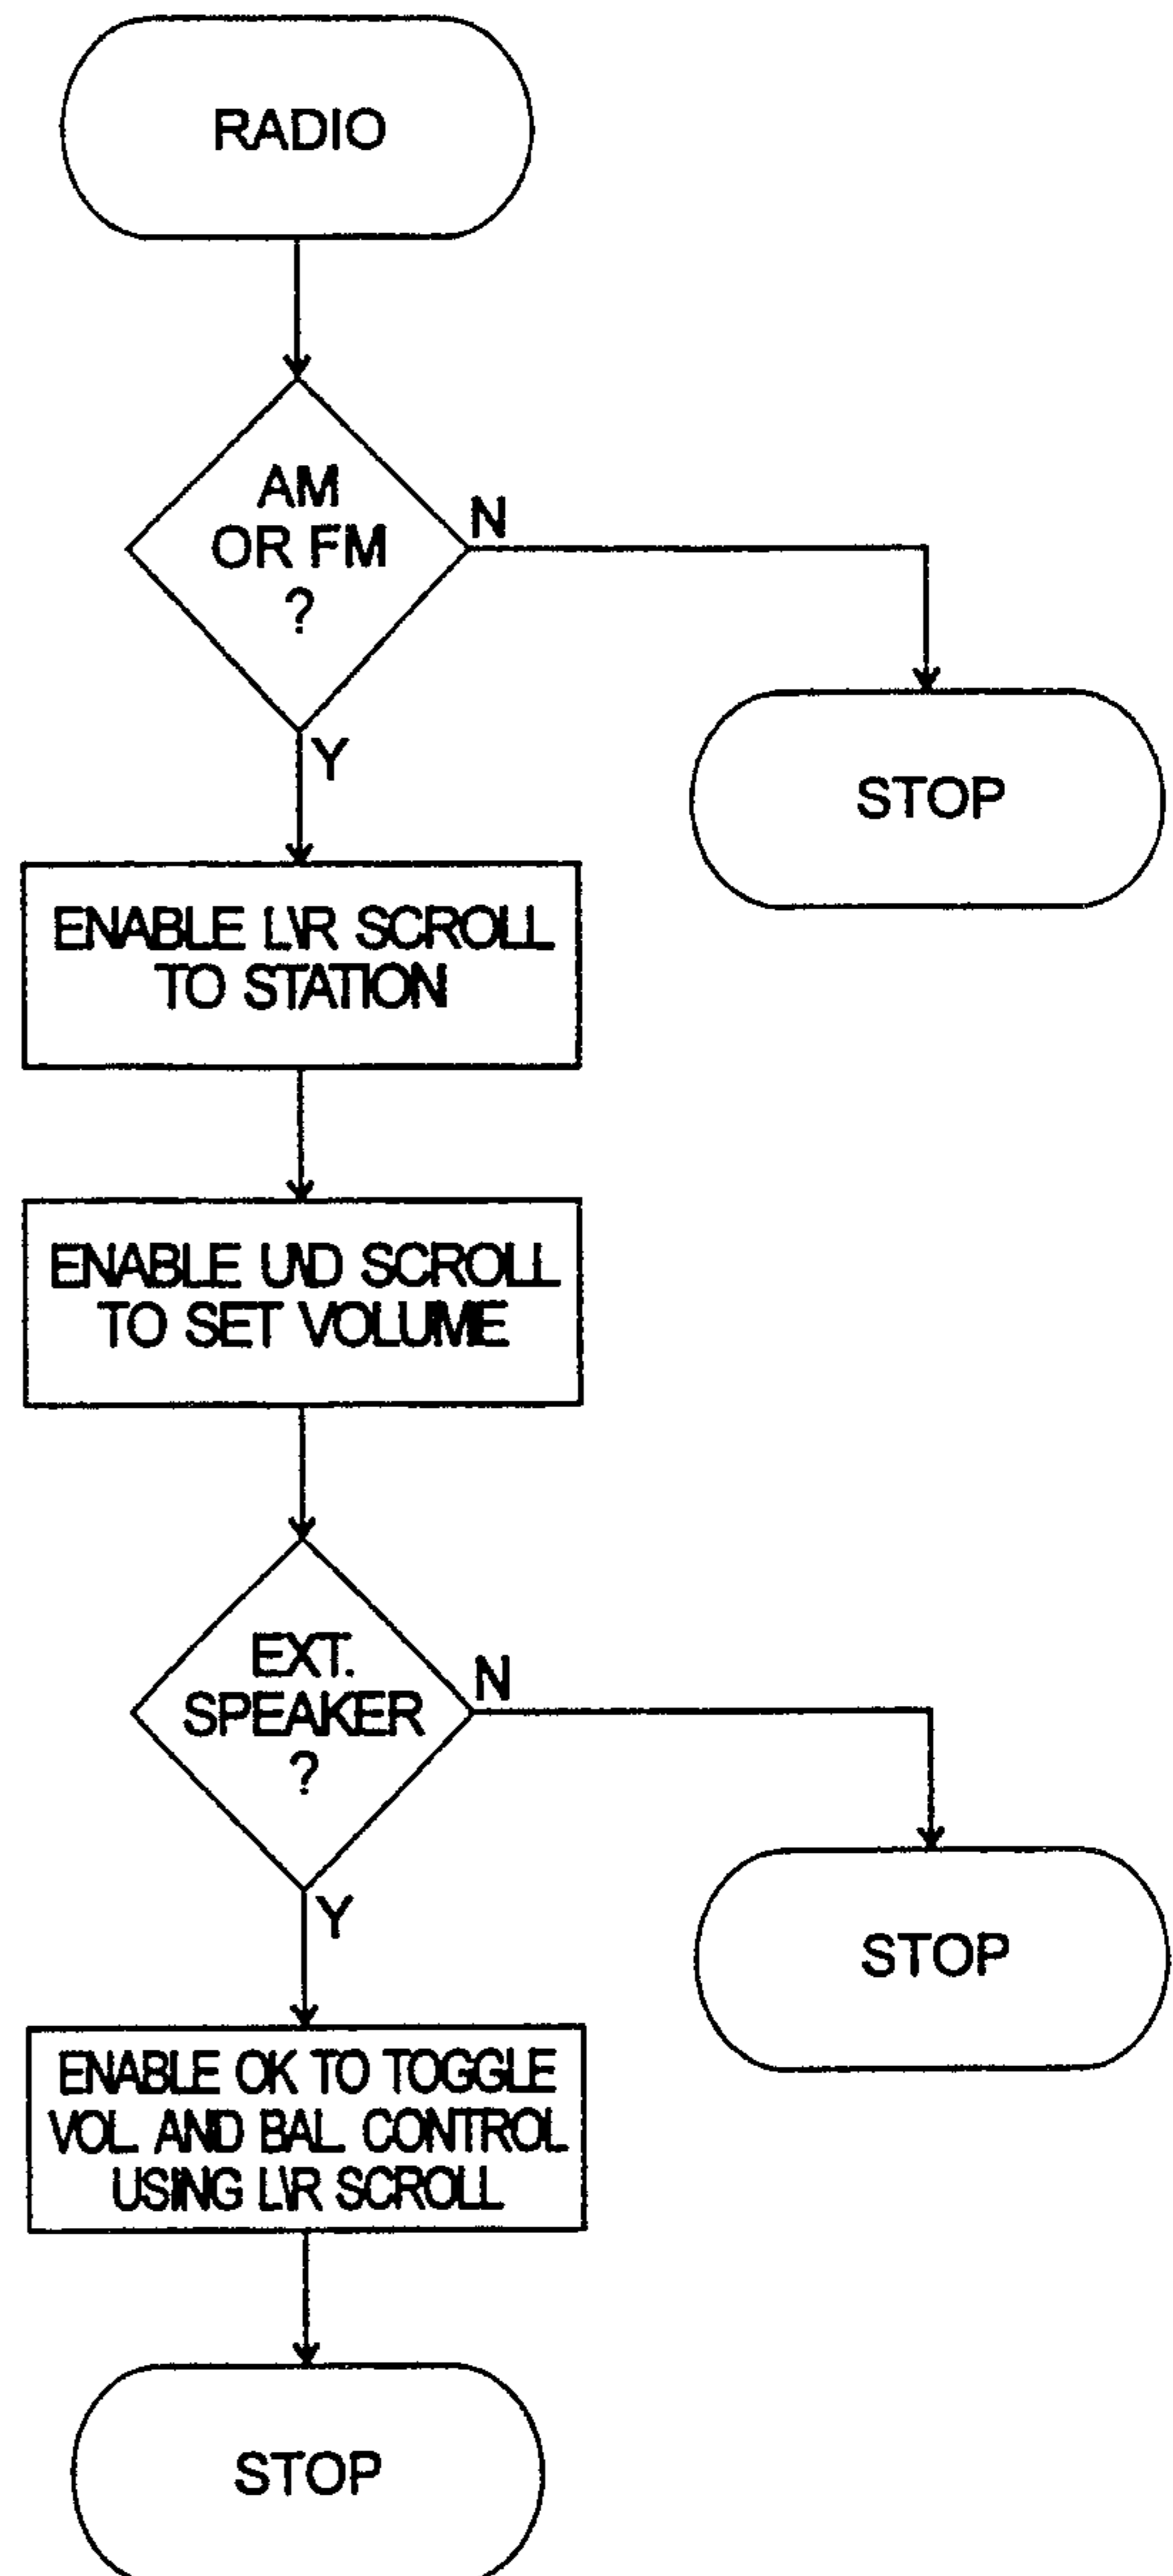 RADIO
AM
OR FM
?
N
Y
STOP
ENABLE L\R SCROLL
TO STATION
ENABLE U\D SCROLL
TO SET VOLUME
EXT.
SPEAKER
?
N
Y
STOP
ENABLE OK TO TOGGLE
VOL. AND BAL. CONTROL
USING L\R SCROLL
STOP